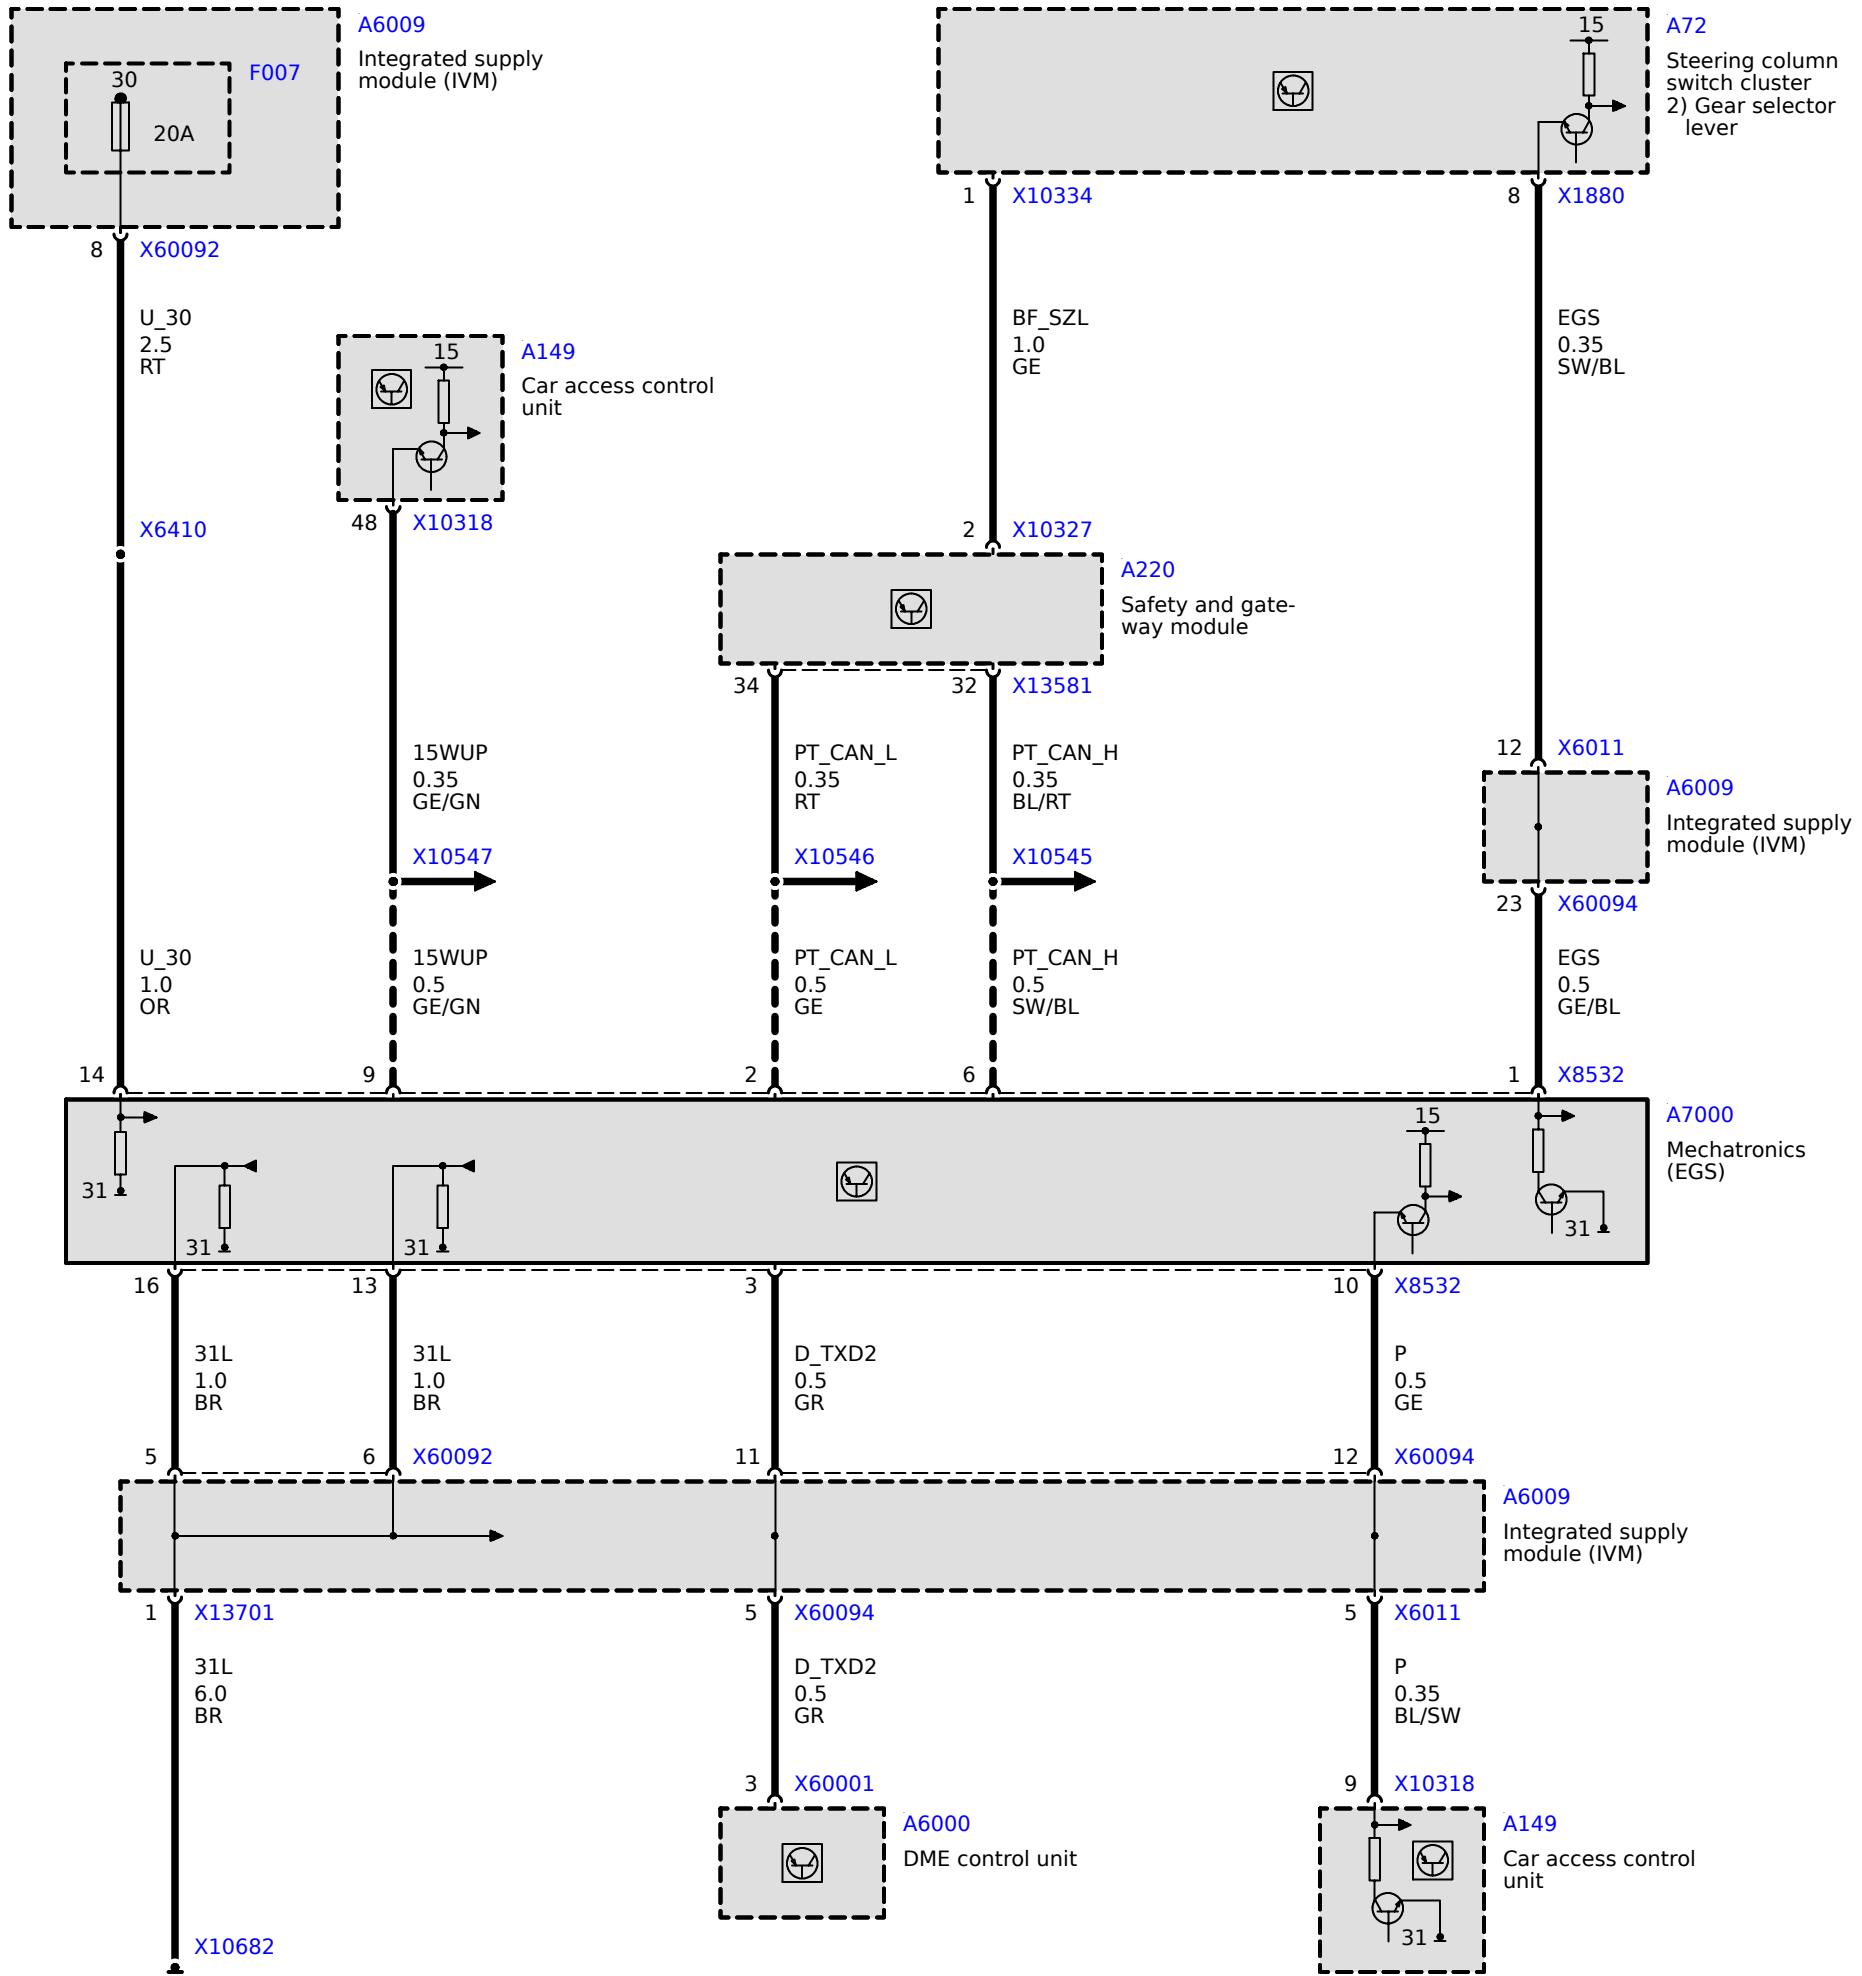 A6009
Integrated supply
module (IVM)
F007
30
20A
8
X60092
U_30
2.5
RT
X6410
U_30
1.0
OR
14
15
A149
Car access control
unit
48
X10318
15WUP
0.35
GE/GN
X10547
15WUP
0.5
GE/GN
9
15
A72
Steering column
switch cluster
2) Gear selector
lever
1
X10334
8
X1880
BF_SZL
1.0
GE
EGS
0.35
SW/BL
2
X10327
A220
Safety and gate-
way module
34
32
X13581
PT_CAN_L
0.35
RT
PT_CAN_H
0.35
BL/RT
X10546
X10545
PT_CAN_L
0.5
GE
PT_CAN_H
0.5
SW/BL
2
6
12
X6011
A6009
Integrated supply
module (IVM)
23
X60094
EGS
0.5
GE/BL
1
X8532
A7000
Mechatronics
(EGS)
31
31
31
15
31
16
13
3
10
X8532
31L
1.0
BR
31L
1.0
BR
D_TXD2
0.5
GR
P
0.5
GE
5
6
X60092
11
12
X60094
A6009
Integrated supply
module (IVM)
1
X13701
5
X60094
5
X6011
31L
6.0
BR
D_TXD2
0.5
GR
P
0.35
BL/SW
3
X60001
9
X10318
A6000
DME control unit
A149
Car access control
unit
31
X10682